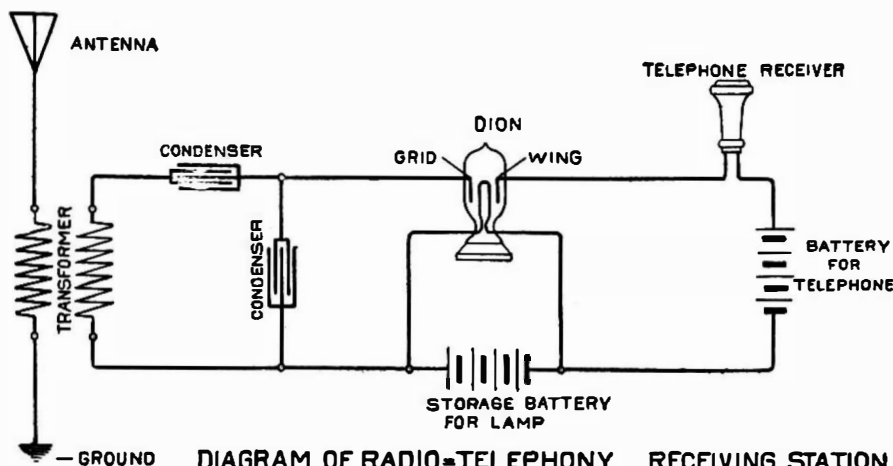 ANTENNA
TELEPHONE RECEIVER
DION
CONDENSER
GRID
WING
TRANSFORMER
CONDENSER
BATTERY
FOR
TELEPHONE
STORAGE BATTERY
FOR LAMP
— GROUND
DIAGRAM OF RADIO=TELEPHONY RECEIVING STATION